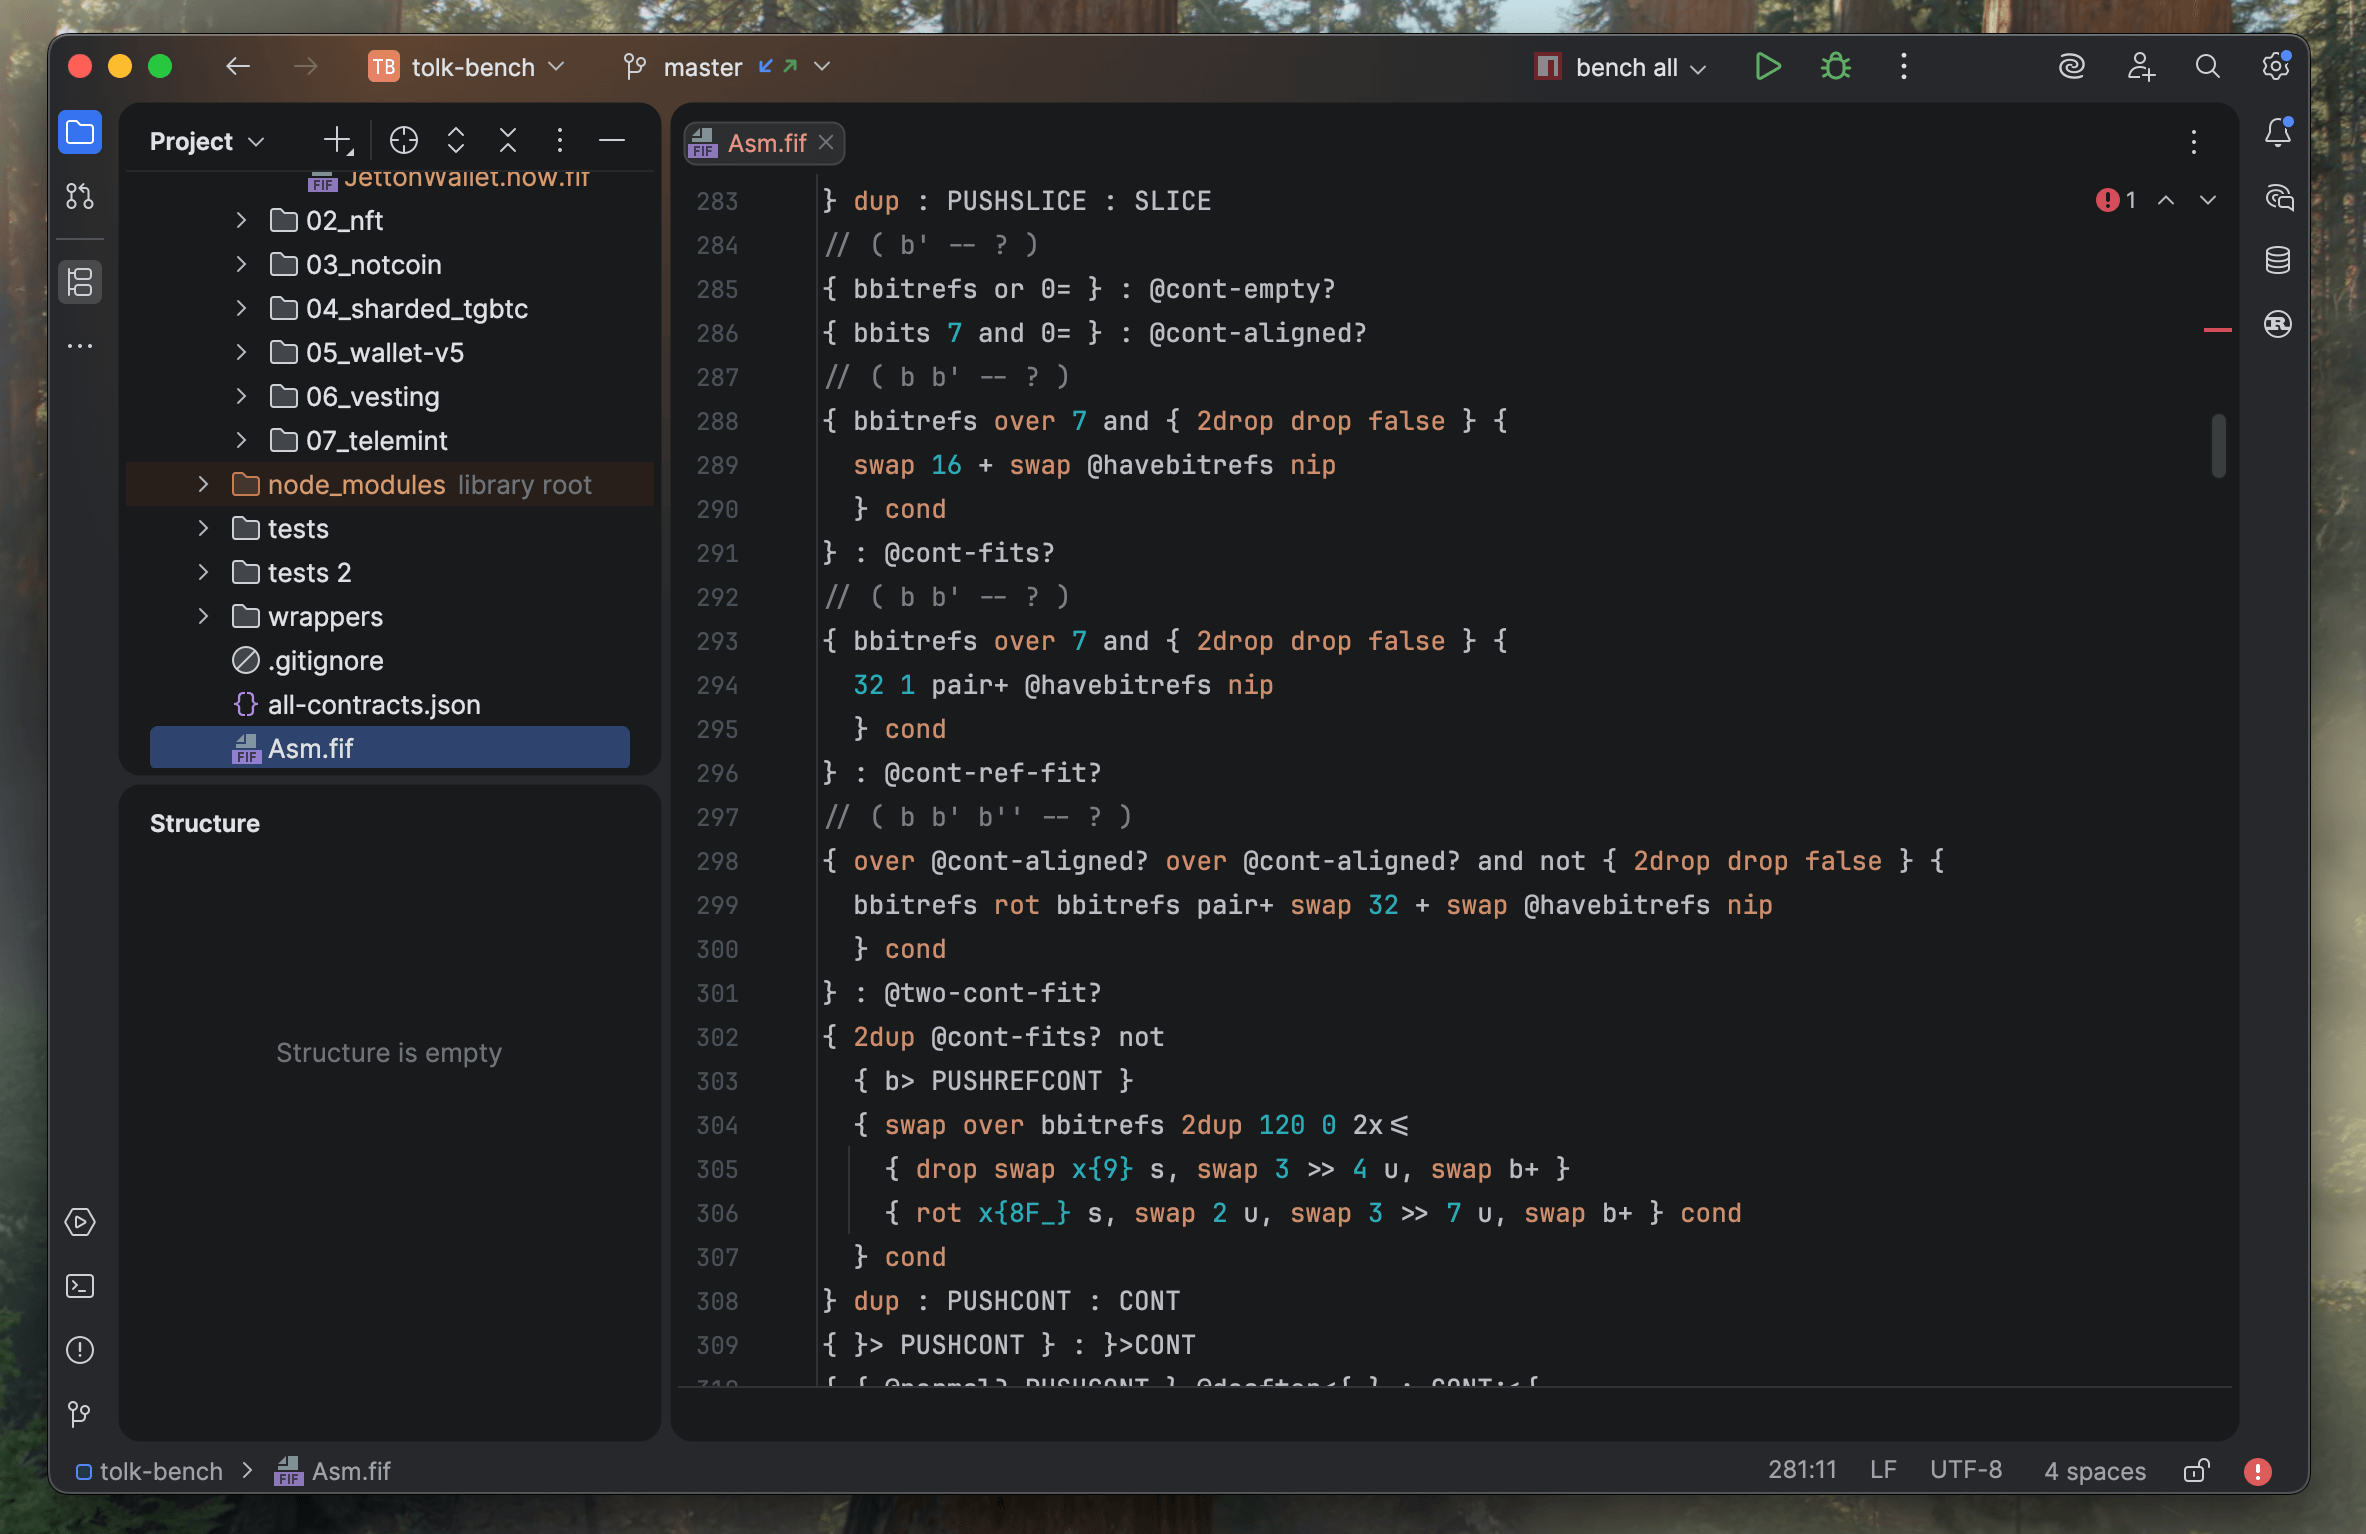 TB tolk-bench
master
bench all
Project
JettonWallet.now.fif
02_nft
03_notcoin
04_sharded_tgbtc
05_wallet-v5
06_vesting
07_telemint
node_modules library root
tests
tests 2
wrappers
.gitignore
all-contracts.json
FIF Asm.fif
Structure
Structure is empty
FIF Asm.fif
1
283 } dup : PUSHSLICE : SLICE
284 // ( b' -- ? )
285 { bbitrefs or 0= } : @cont-empty?
286 { bbits 7 and 0= } : @cont-aligned?
287 // ( b b' -- ? )
288 { bbitrefs over 7 and { 2drop drop false } {
289 swap 16 + swap @havebitrefs nip
290 } cond
291 } : @cont-fits?
292 // ( b b' -- ? )
293 { bbitrefs over 7 and { 2drop drop false } {
294 32 1 pair+ @havebitrefs nip
295 } cond
296 } : @cont-ref-fit?
297 // ( b b' b'' -- ? )
298 { over @cont-aligned? over @cont-aligned? and not { 2drop drop false } {
299 bbitrefs rot bbitrefs pair+ swap 32 + swap @havebitrefs nip
300 } cond
301 } : @two-cont-fit?
302 { 2dup @cont-fits? not
303 { b> PUSHREFCONT }
304 { swap over bbitrefs 2dup 120 0 2x<=
305 { drop swap x{9} s, swap 3 >> 4 u, swap b+ }
306 { rot x{8F_} s, swap 2 u, swap 3 >> 7 u, swap b+ } cond
307 } cond
308 } dup : PUSHCONT : CONT
309 { }> PUSHCONT } : }>CONT
tolk-bench > FIF Asm.fif
281:11 LF UTF-8 4 spaces